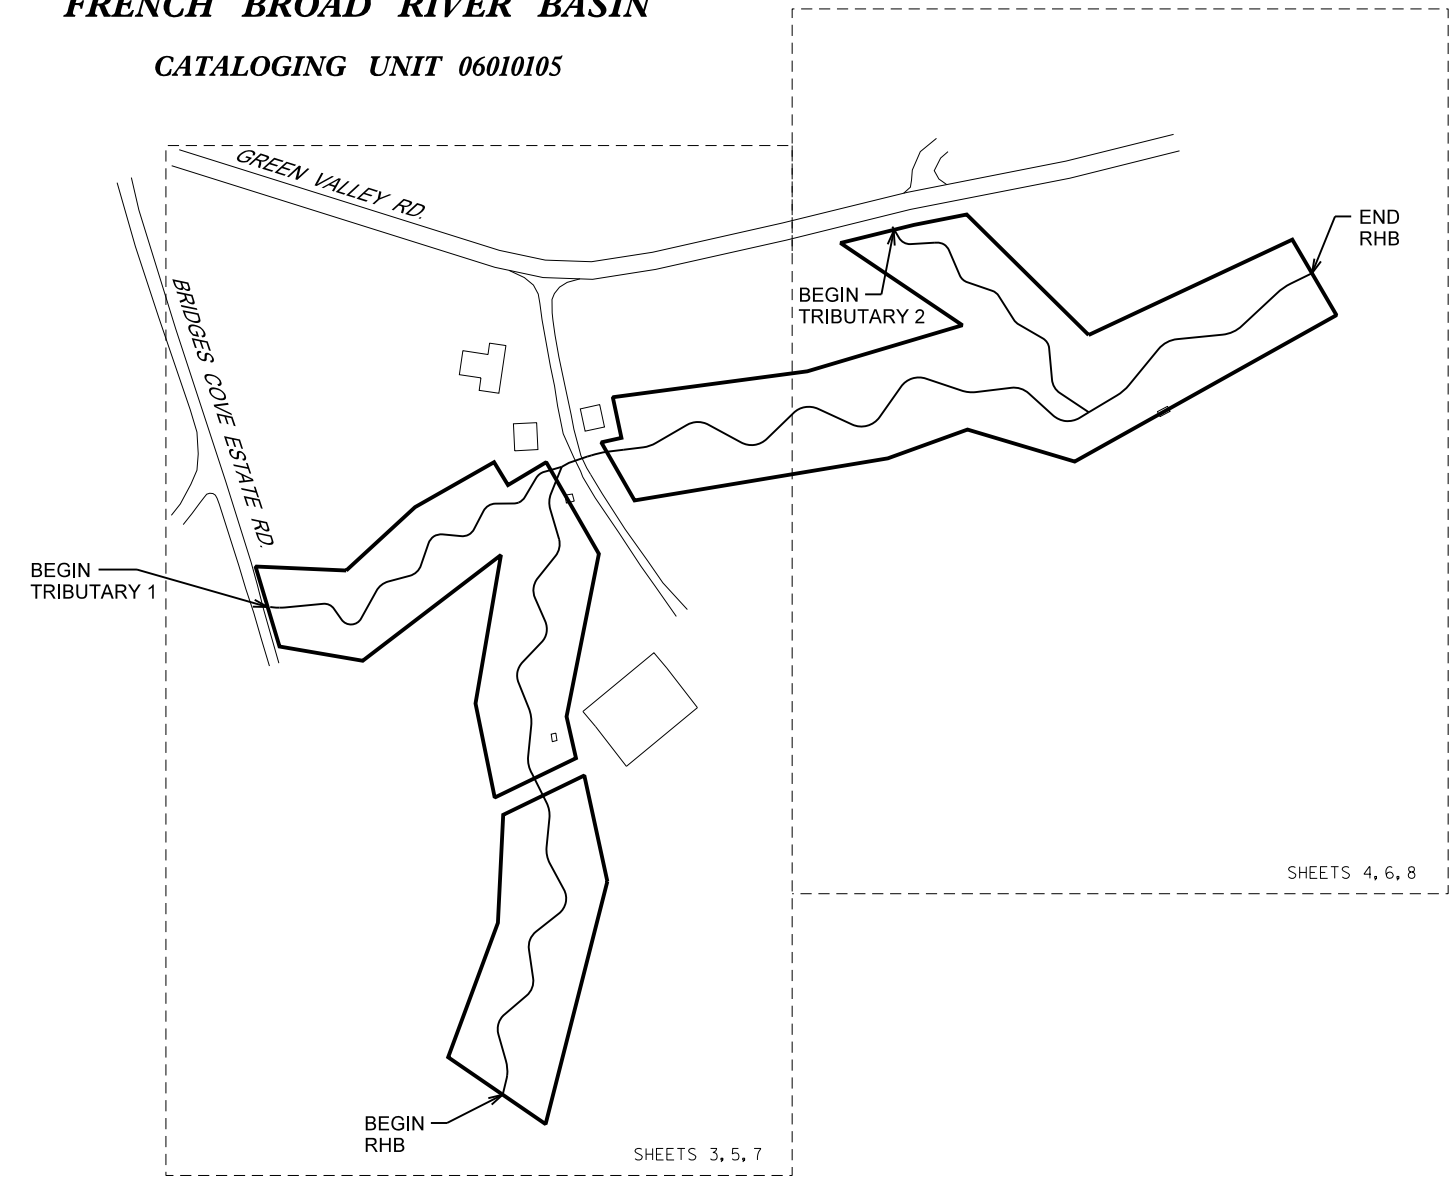 FRENCH BROAD RIVER BASIN
CATALOGING UNIT 06010105
GREEN VALLEY RD.
BRIDGES COVE ESTATE RD.
END
RHB
BEGIN
TRIBUTARY 2
BEGIN
TRIBUTARY 1
SHEETS 4, 6, 8
BEGIN
RHB
SHEETS 3, 5, 7